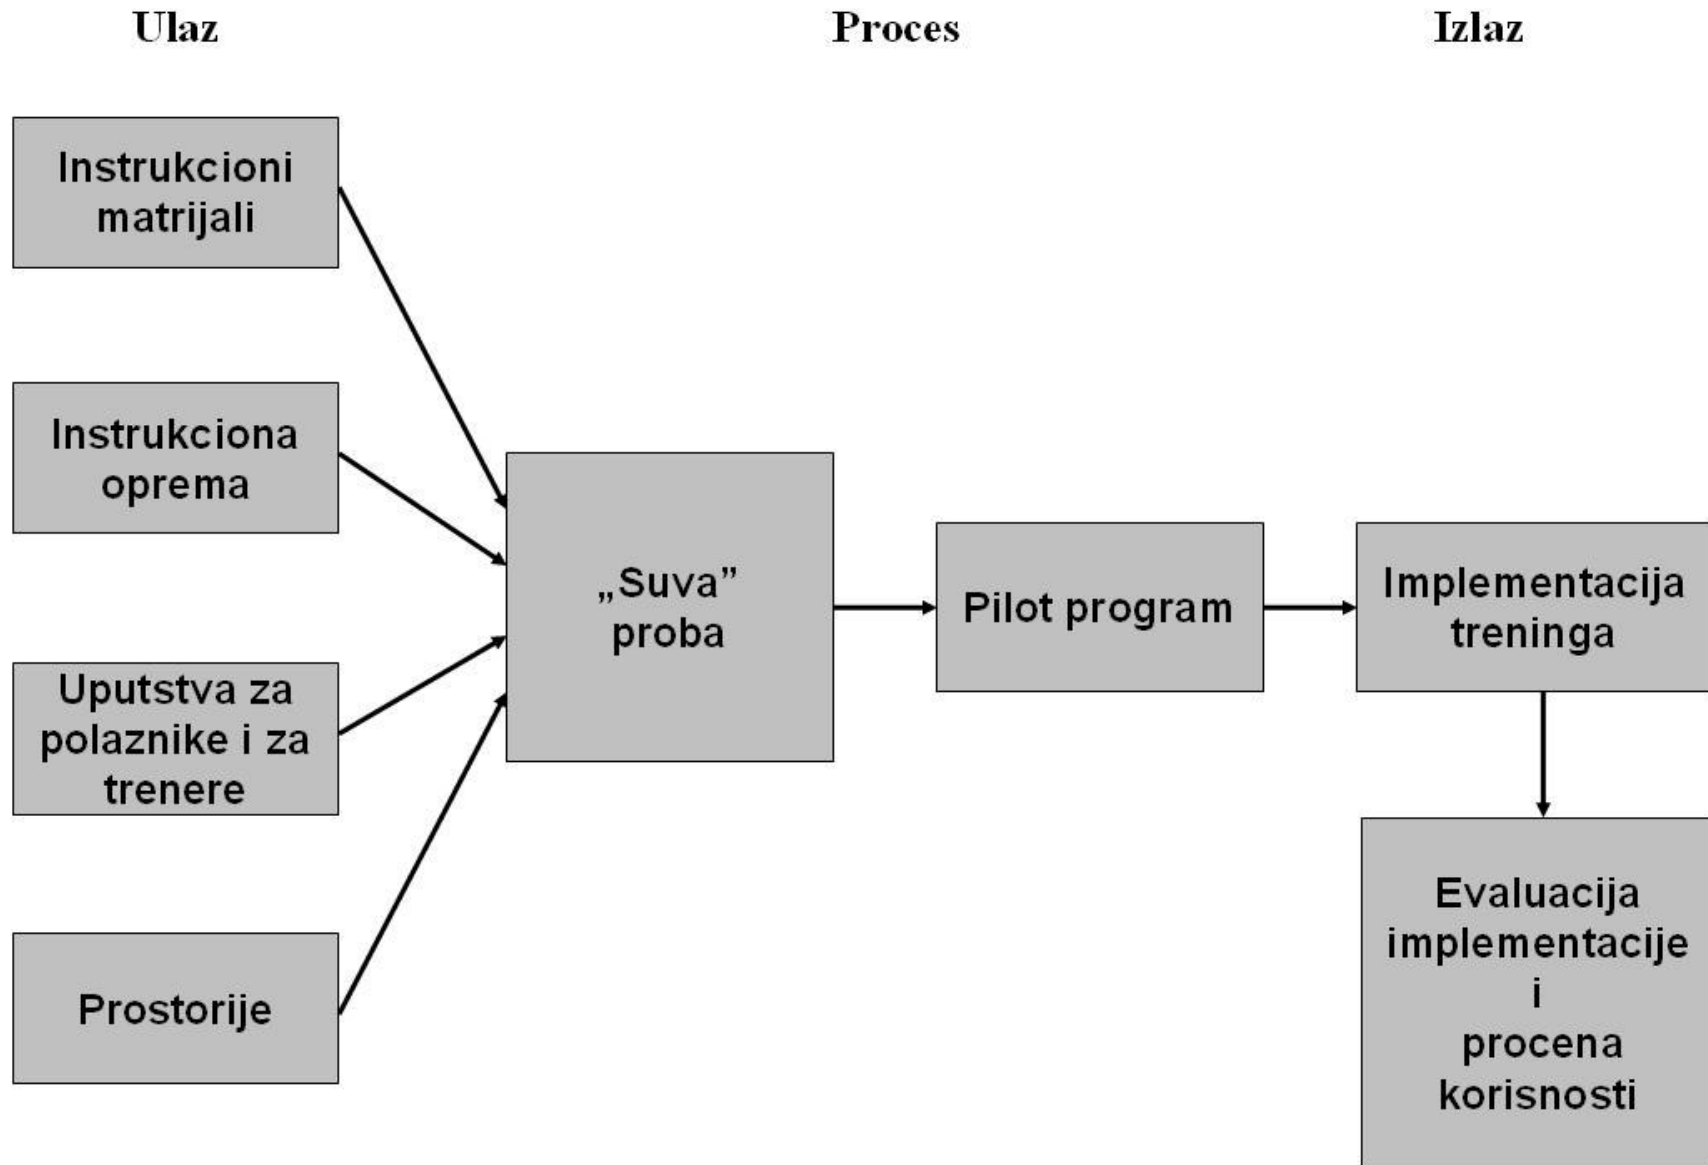 Ulaz
Proces
Izlaz
Instrukcioni
matrijali
Instrukciona
oprema
Uputstva za
polaznike i za
trenere
Prostorije
„Suva”
proba
Pilot program
Implementacija
treninga
Evaluacija
implementacije
i
procena
korisnosti